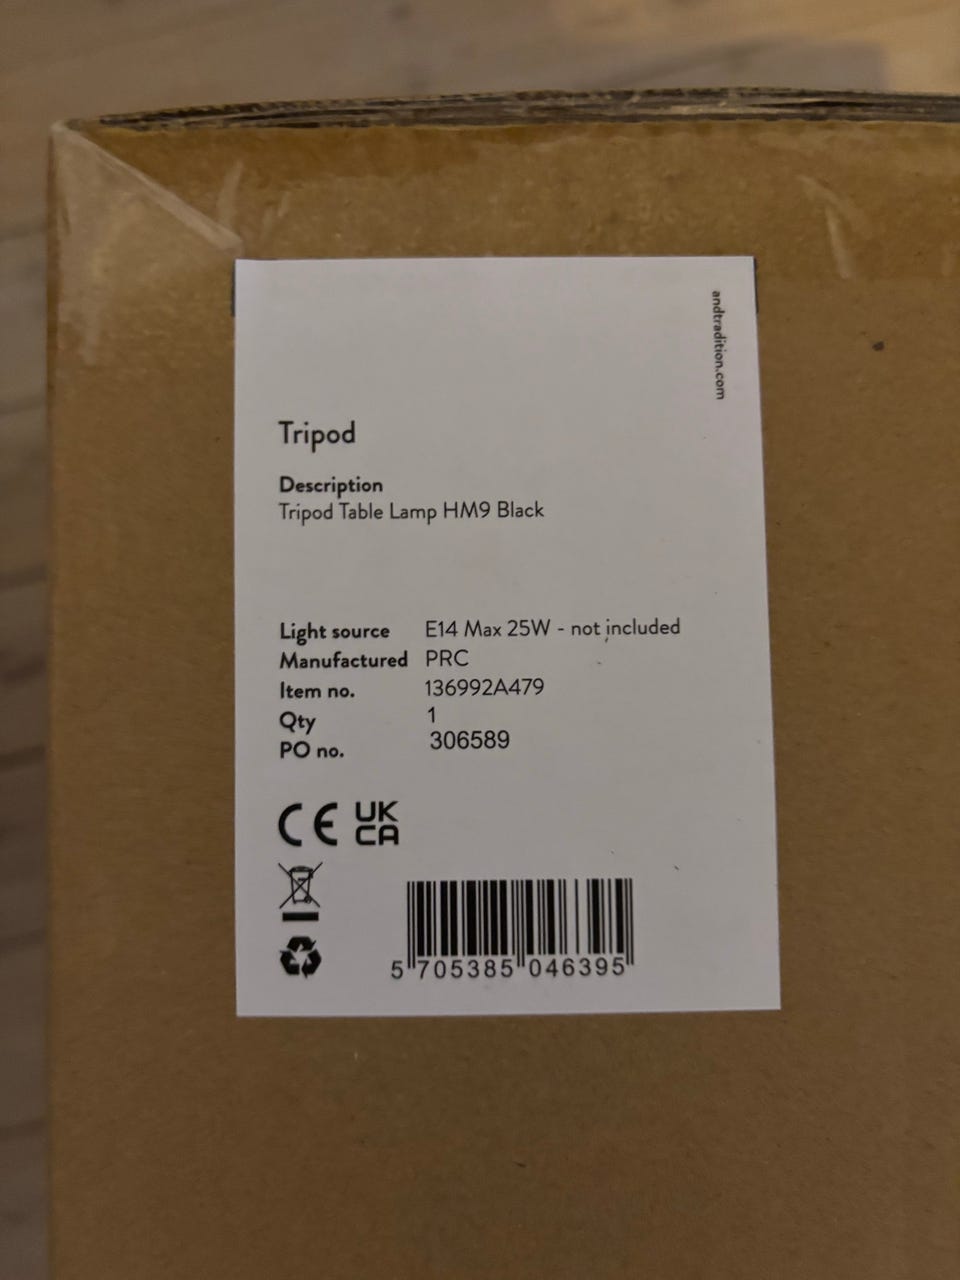 andtradition.com
Tripod
Description
Tripod Table Lamp HM9 Black
Light source E14 Max 25W - not included
Manufactured PRC
Item no. 136992A479
Qty 1
PO no. 306589
CE UK
CA
5 705385 046395